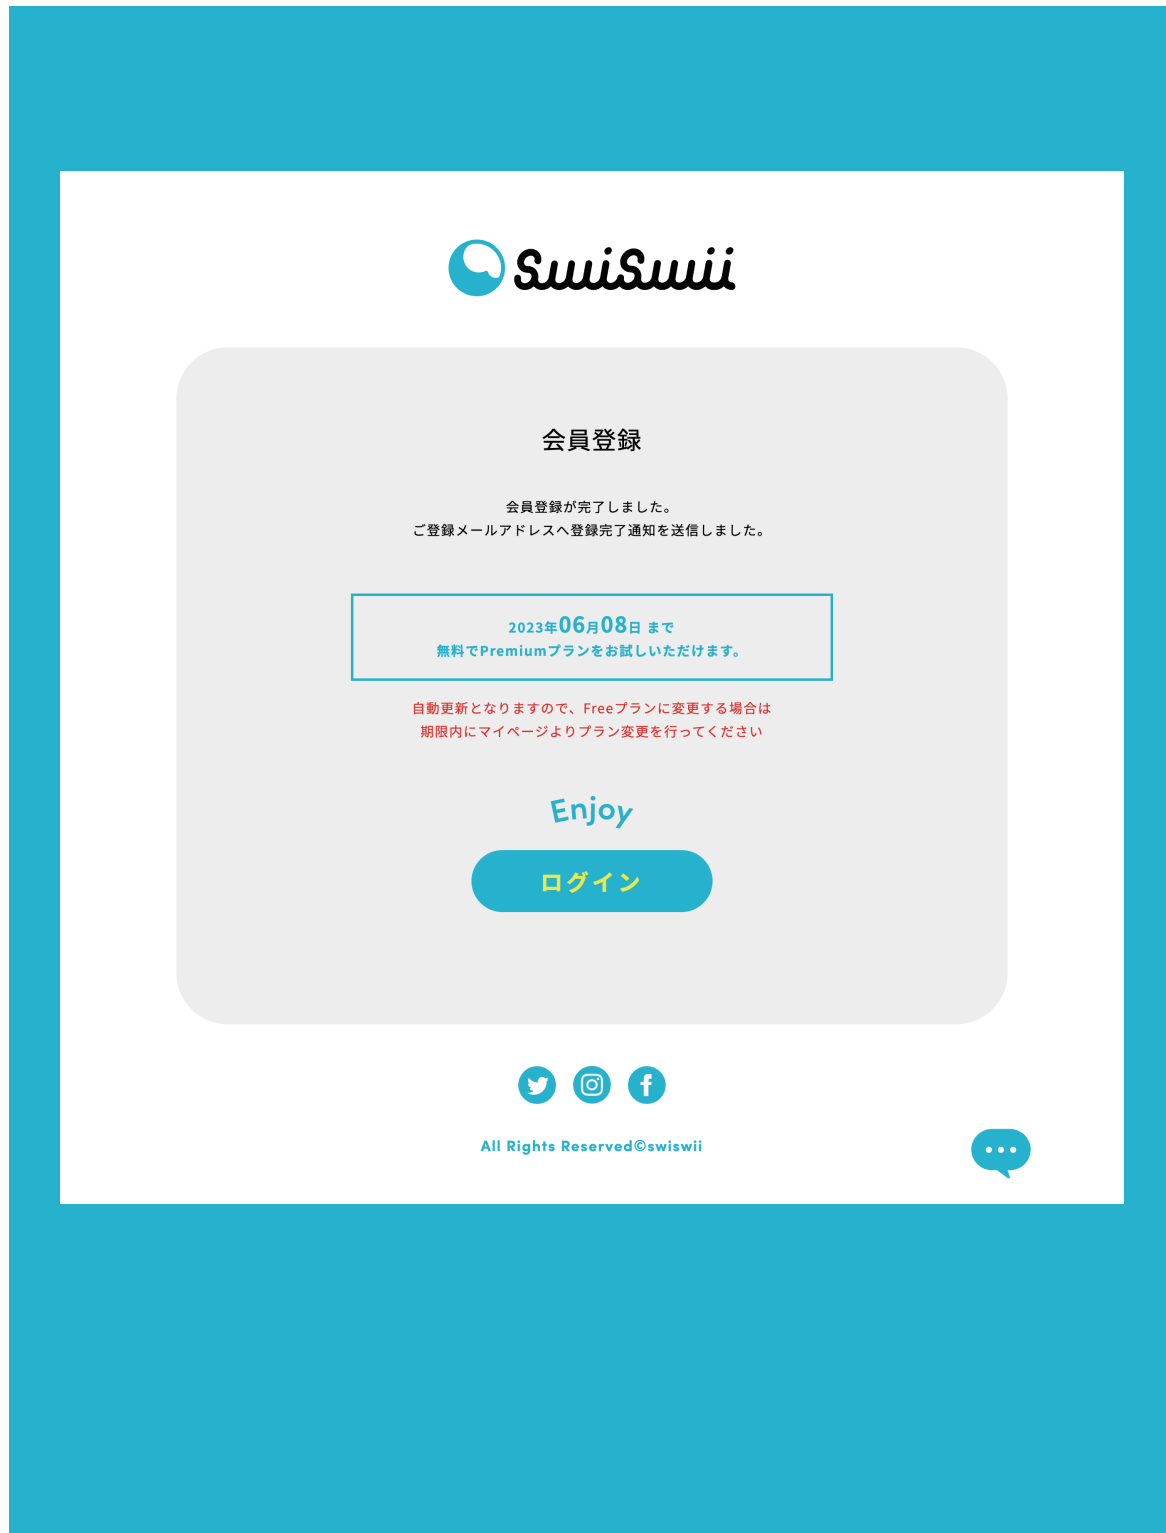 SwiSwii
会員登録
会員登録が完了しました。
ご登録メールアドレスへ登録完了通知を送信しました。
2023年06月08日 まで
無料でPremiumプランをお試しいただけます。
自動更新となりますので、Freeプランに変更する場合は
期限内にマイページよりプラン変更を行ってください
Enjoy
ログイン
All Rights Reserved©swiswii